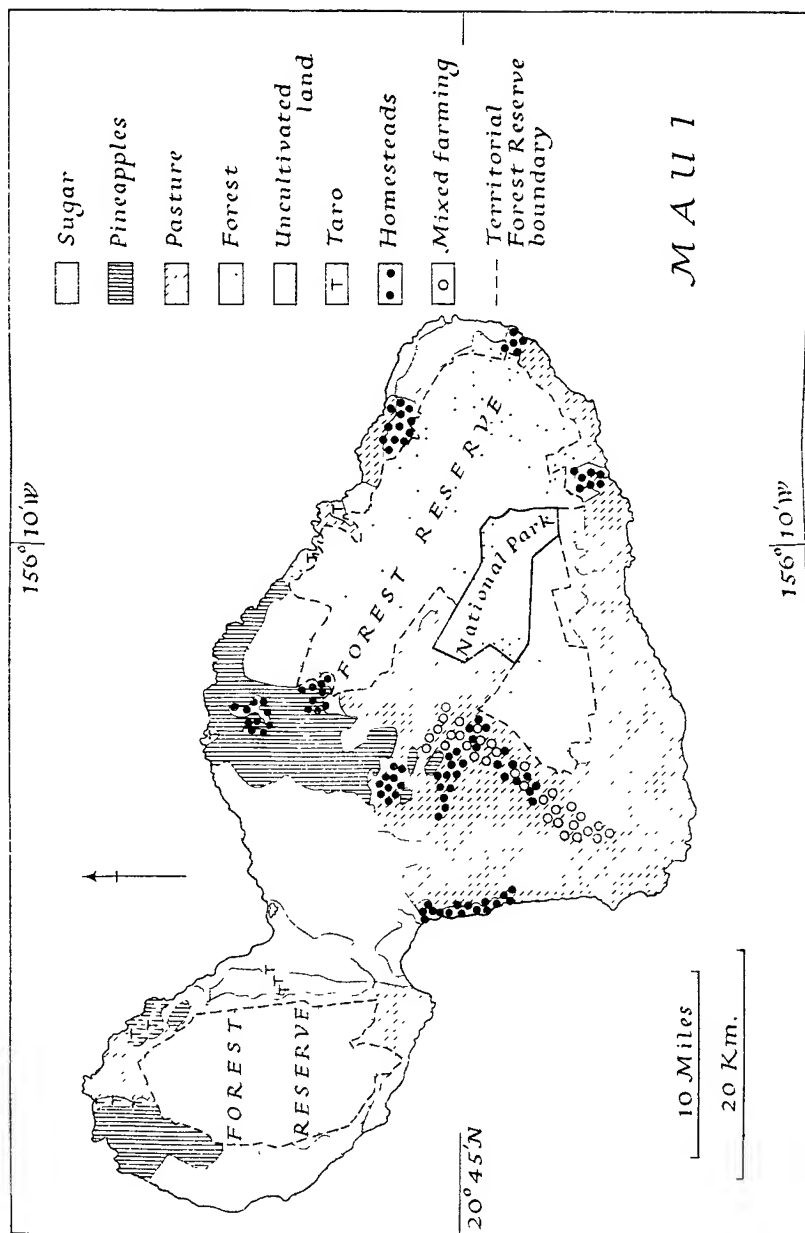 156°10'W
Sugar
Pineapples
Pasture
Forest
Uncultivated
land
T Taro
Homesteads
Mixed farming
Territorial
Forest Reserve
boundary
MAUI
FOREST RESERVE
National Park
FOREST
RESERVE
T
T
T
T
T
T
T
20°45'N
10 Miles
20 Km.
156°10'W